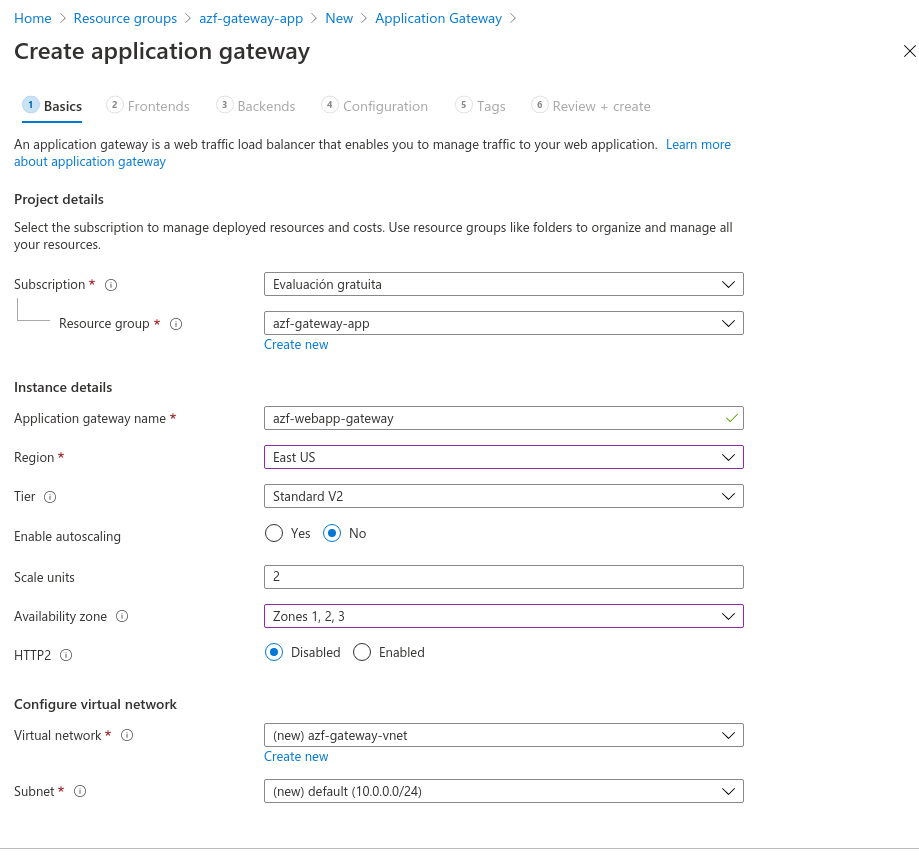 Home > Resource groups > azf-gateway-app > New > Application Gateway >
Create application gateway
1 Basics 2 Frontends 3 Backends 4 Configuration 5 Tags 6 Review + create
An application gateway is a web traffic load balancer that enables you to manage traffic to your web application. Learn more
about application gateway
Project details
Select the subscription to manage deployed resources and costs. Use resource groups like folders to organize and manage all
your resources.
Subscription * Evaluación gratuita
Resource group * azf-gateway-app
Create new
Instance details
Application gateway name * azf-webapp-gateway
Region * East US
Tier Standard V2
Enable autoscaling Yes No
Scale units 2
Availability zone Zones 1, 2, 3
HTTP2 Disabled Enabled
Configure virtual network
Virtual network * (new) azf-gateway-vnet
Create new
Subnet * (new) default (10.0.0.0/24)